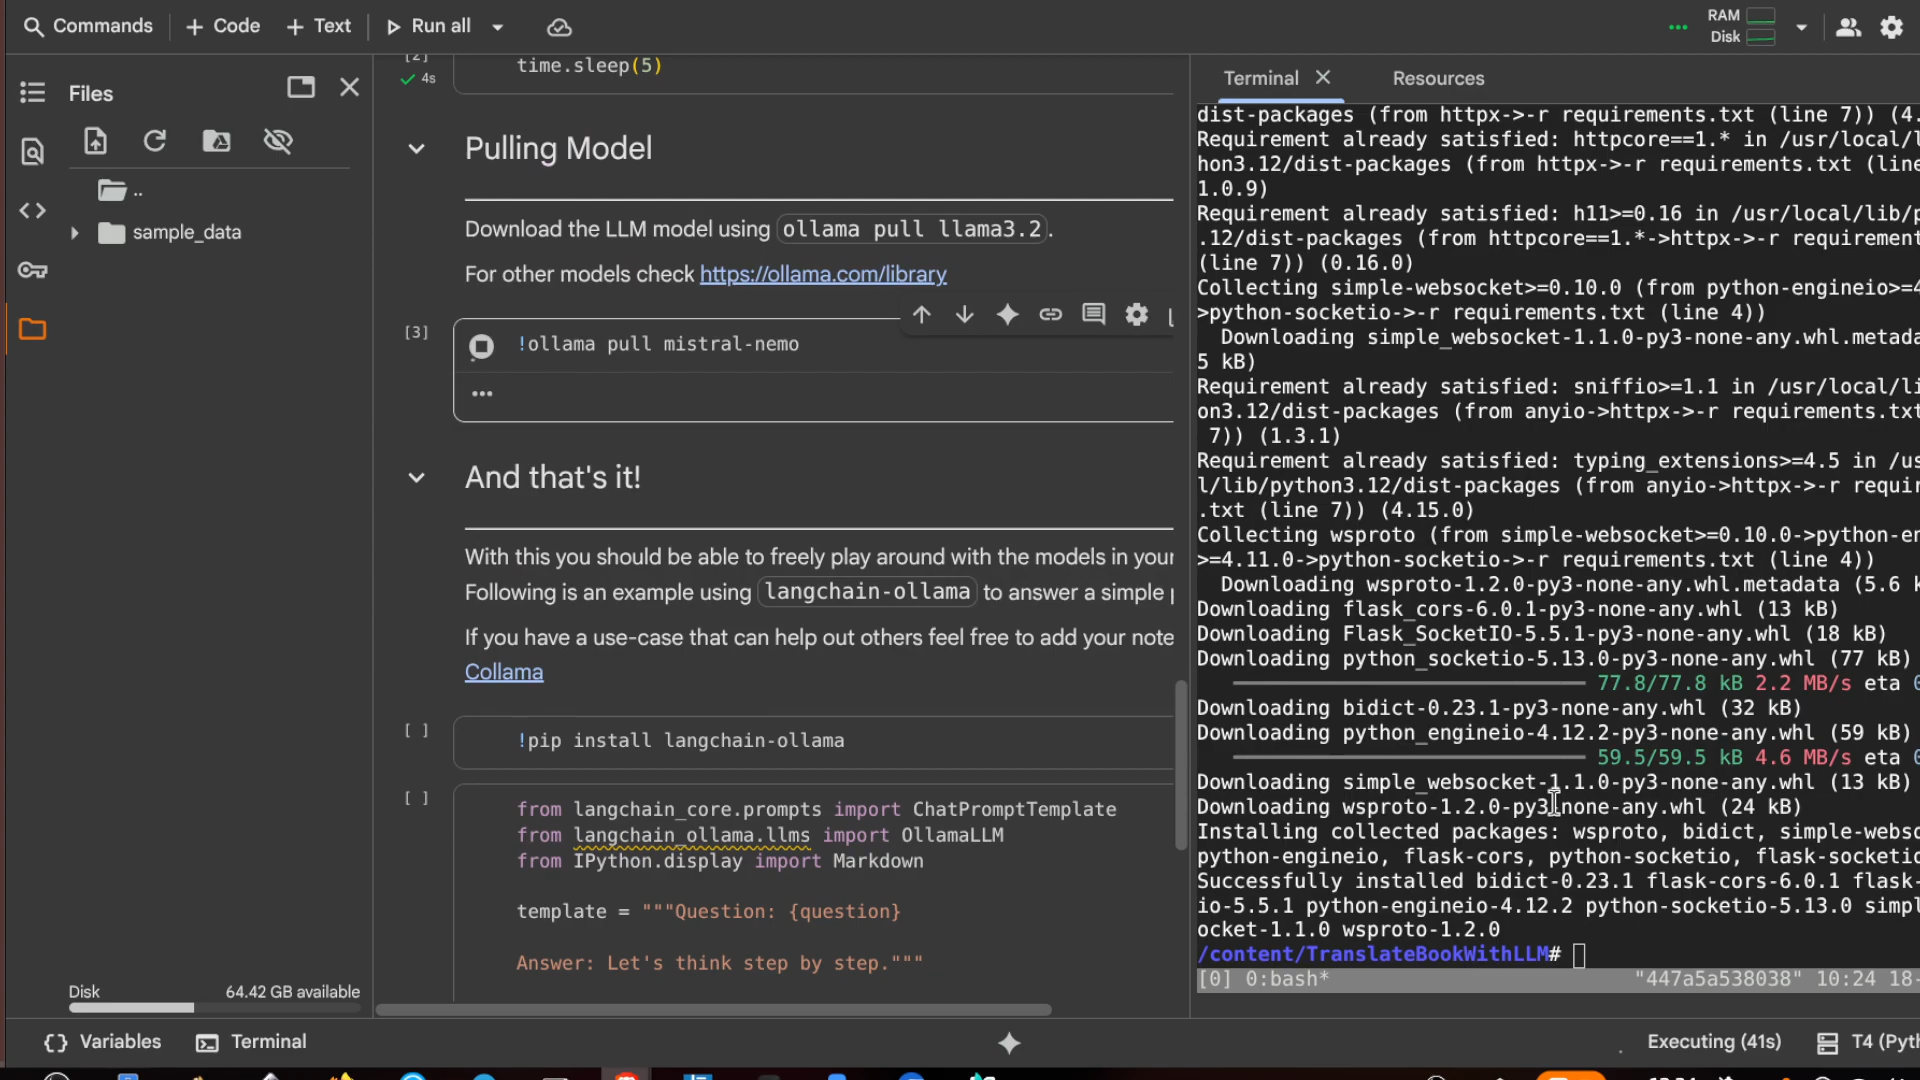 Commands
+ Code
+ Text
Run all
RAM
Disk
Files
..
sample_data
Disk
64.42 GB available
[2]
4s
time.sleep(5)
Pulling Model
Download the LLM model using ollama pull llama3.2.
For other models check https://ollama.com/library
[3]
!ollama pull mistral-nemo
...
And that's it!
With this you should be able to freely play around with the models in your
Following is an example using langchain-ollama to answer a simple
If you have a use-case that can help out others feel free to add your note
Collama
[ ]
!pip install langchain-ollama
[ ]
from langchain_core.prompts import ChatPromptTemplate
from langchain_ollama.llms import OllamaLLM
from IPython.display import Markdown
template = """Question: {question}
Answer: Let's think step by step."""
Terminal
Resources
dist-packages (from httpx->-r requirements.txt (line 7)) (4.
Requirement already satisfied: httpcore==1.* in /usr/local/l
hon3.12/dist-packages (from httpx->-r requirements.txt (line
1.0.9)
Requirement already satisfied: h11>=0.16 in /usr/local/lib/p
.12/dist-packages (from httpcore==1.*->httpx->-r requirement
(line 7)) (0.16.0)
Collecting simple-websocket>=0.10.0 (from python-engineio>=4
>python-socketio->-r requirements.txt (line 4))
Downloading simple_websocket-1.1.0-py3-none-any.whl.metada
5 kB)
Requirement already satisfied: sniffio>=1.1 in /usr/local/li
on3.12/dist-packages (from anyio->httpx->-r requirements.txt
7)) (1.3.1)
Requirement already satisfied: typing_extensions>=4.5 in /us
l/lib/python3.12/dist-packages (from anyio->httpx->-r requir
.txt (line 7)) (4.15.0)
Collecting wsproto (from simple-websocket>=0.10.0->python-en
>=4.11.0->python-socketio->-r requirements.txt (line 4))
Downloading wsproto-1.2.0-py3-none-any.whl.metadata (5.6 k
Downloading flask_cors-6.0.1-py3-none-any.whl (13 kB)
Downloading Flask_SocketIO-5.5.1-py3-none-any.whl (18 kB)
Downloading python_socketio-5.13.0-py3-none-any.whl (77 kB)
77.8/77.8 kB 2.2 MB/s eta 0
Downloading bidict-0.23.1-py3-none-any.whl (32 kB)
Downloading python_engineio-4.12.2-py3-none-any.whl (59 kB)
59.5/59.5 kB 4.6 MB/s eta 0
Downloading simple_websocket-1.1.0-py3-none-any.whl (13 kB)
Downloading wsproto-1.2.0-py3-none-any.whl (24 kB)
Installing collected packages: wsproto, bidict, simple-webso
python-engineio, flask-cors, python-socketio, flask-socketio
Successfully installed bidict-0.23.1 flask-cors-6.0.1 flask-
io-5.5.1 python-engineio-4.12.2 python-socketio-5.13.0 simpl
ocket-1.1.0 wsproto-1.2.0
/content/TranslateBookWithLLM#
[0] 0:bash* "447a5a538038" 10:24 18-
Variables
Terminal
Executing (41s)
T4 (Pyth